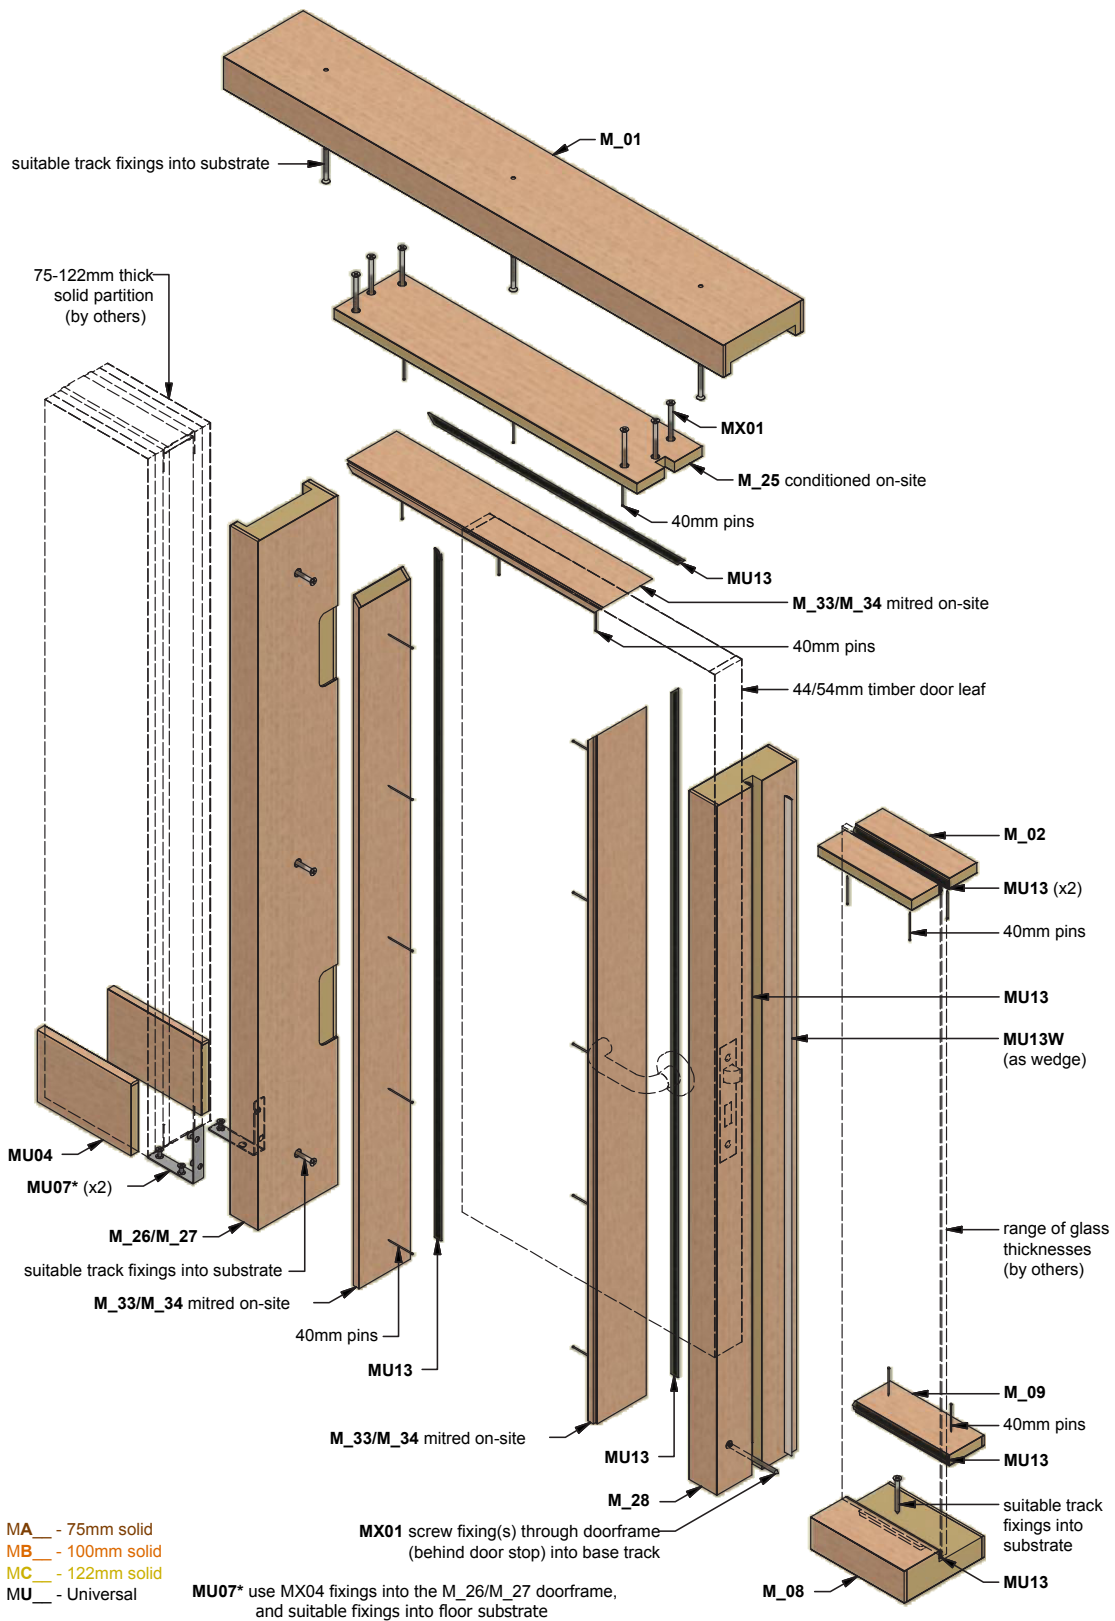 M_01
suitable track fixings into substrate
75-122mm thick
solid partition
(by others)
MX01
M_25 conditioned on-site
40mm pins
MU13
M_33/M_34 mitred on-site
40mm pins
44/54mm timber door leaf
M_02
MU13 (x2)
40mm pins
MU13
MU13W
(as wedge)
MU04
MU07* (x2)
M_26/M_27
suitable track fixings into substrate
M_33/M_34 mitred on-site
40mm pins
MU13
range of glass
thicknesses
(by others)
M_09
40mm pins
MU13
M_33/M_34 mitred on-site
MU13
M_28
suitable track
fixings into
substrate
MX01 screw fixing(s) through doorframe
(behind door stop) into base track
MU13
M_08
MA__ - 75mm solid
MB__ - 100mm solid
MC__ - 122mm solid
MU__ - Universal
MU07* use MX04 fixings into the M_26/M_27 doorframe,
and suitable fixings into floor substrate